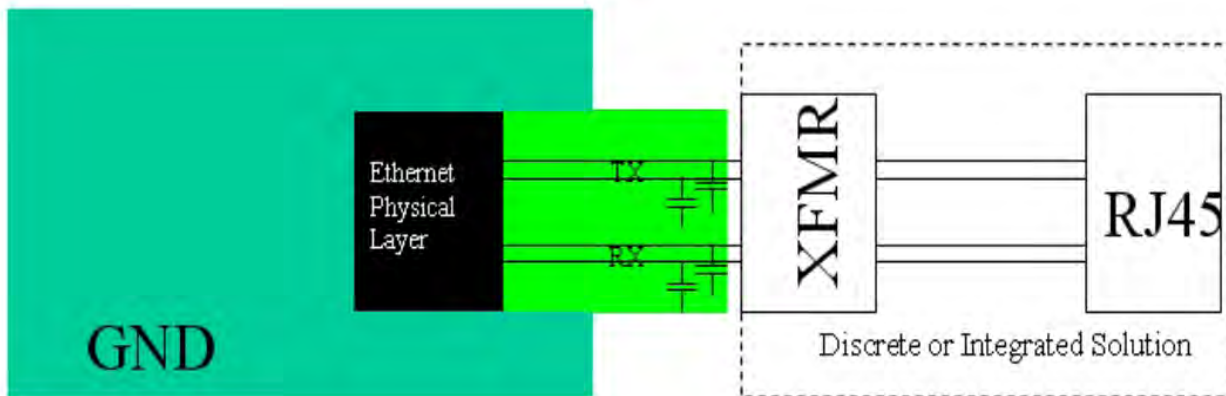 Ethernet
Physical
Layer
TX
RX
GND
XFMR
RJ45
Discrete or Integrated Solution